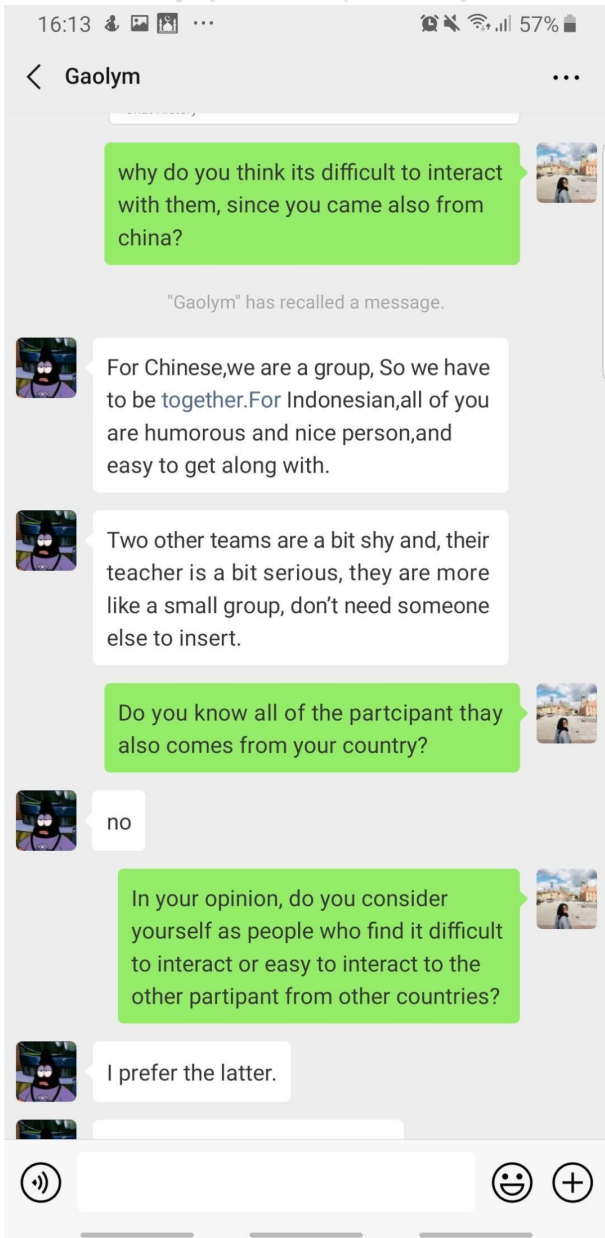 16:13 ... 57%
Gaolym
...
why do you think its difficult to interact
with them, since you came also from
china?
"Gaolym" has recalled a message.
For Chinese,we are a group, So we have
to be together.For Indonesian,all of you
are humorous and nice person,and
easy to get along with.
Two other teams are a bit shy and, their
teacher is a bit serious, they are more
like a small group, don't need someone
else to insert.
Do you know all of the partcipant thay
also comes from your country?
no
In your opinion, do you consider
yourself as people who find it difficult
to interact or easy to interact to the
other partipant from other countries?
I prefer the latter.